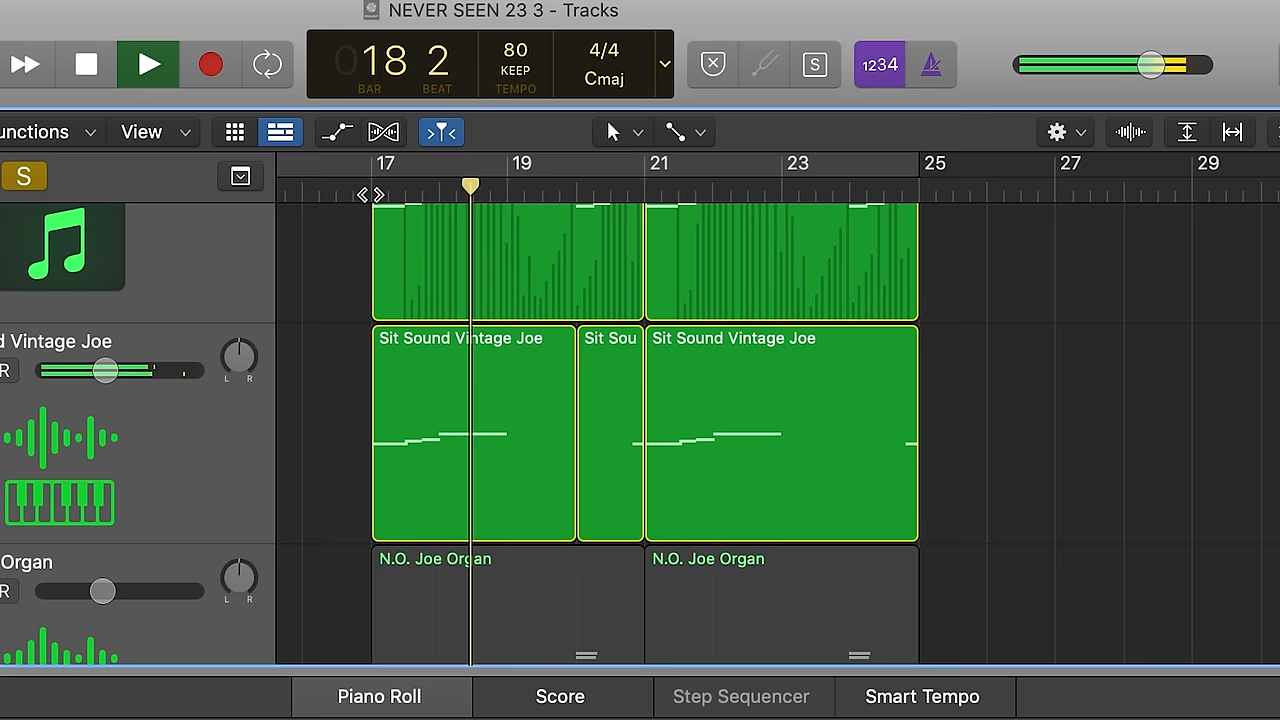 NEVER SEEN 23 3 - Tracks
018 2
BAR BEAT
80
KEEP
TEMPO
4/4
Cmaj
S
1234
unctions
View
S
17 19 21 23 25 27 29
d Vintage Joe
R
L R
Sit Sound Vintage Joe
Sit Sou
Sit Sound Vintage Joe
Organ
R
L R
N.O. Joe Organ
N.O. Joe Organ
Piano Roll
Score
Step Sequencer
Smart Tempo